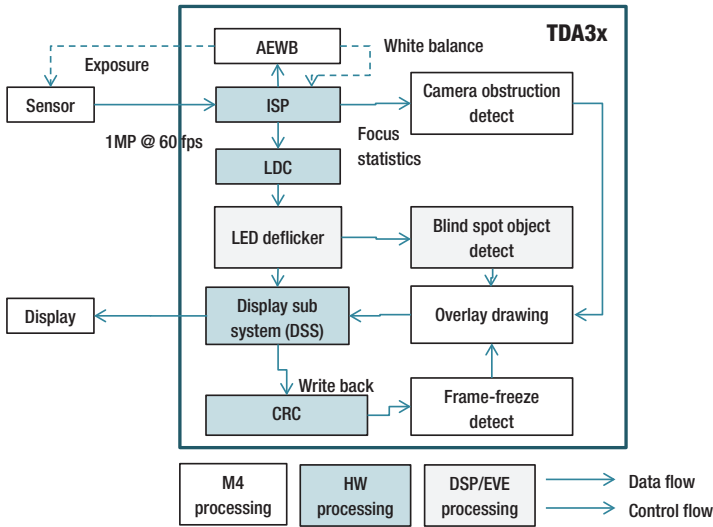 TDA3x
AEWB
Exposure
White balance
Sensor
ISP
Camera obstruction
detect
1MP @ 60 fps
Focus
statistics
LDC
LED deflicker
Blind spot object
detect
Display
Display sub
system (DSS)
Overlay drawing
Write back
CRC
Frame-freeze
detect
M4
processing
HW
processing
DSP/EVE
processing
Data flow
Control flow